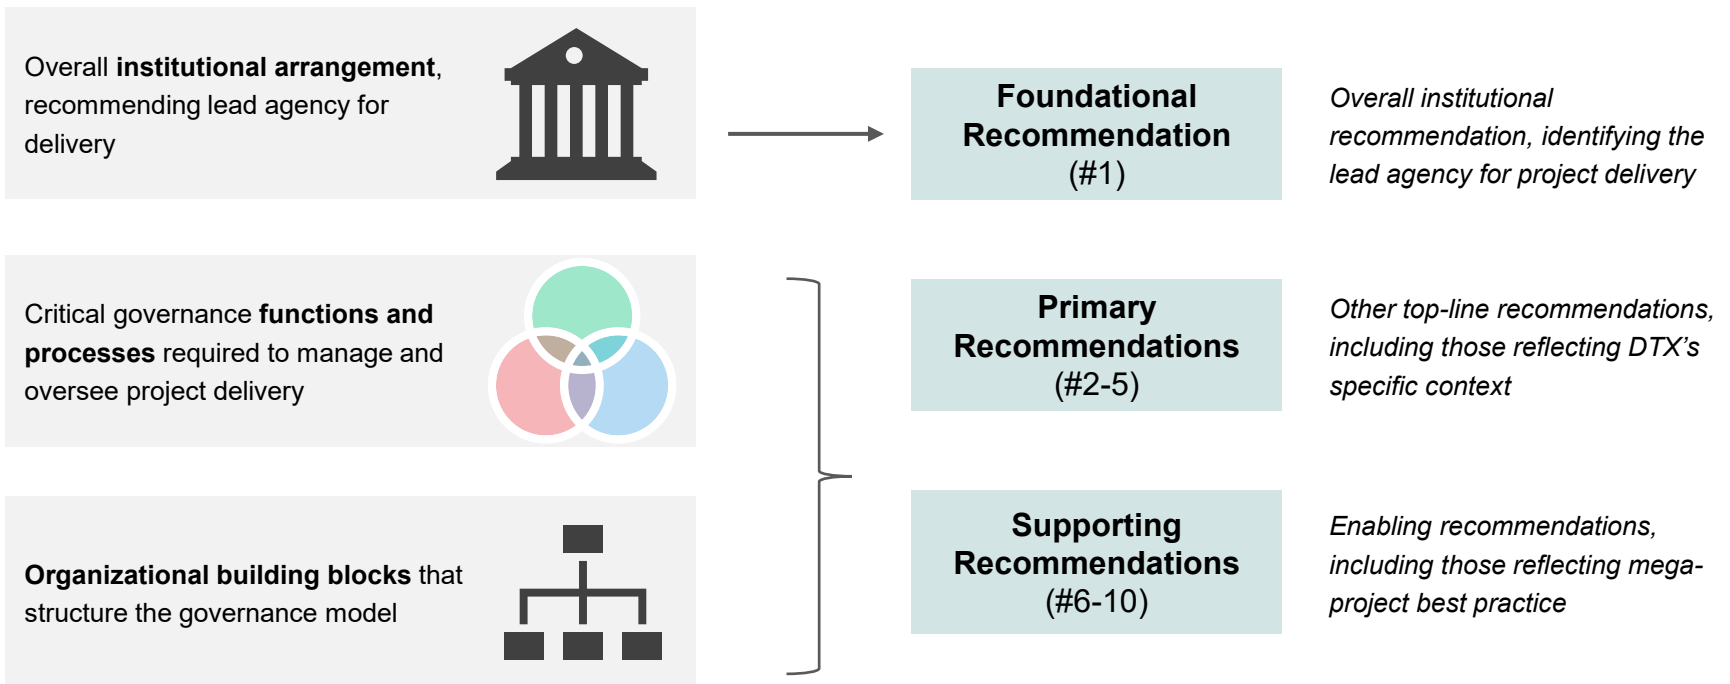 Overall institutional arrangement,
recommending lead agency for
delivery
Foundational
Recommendation
(#1)
Overall institutional
recommendation, identifying the
lead agency for project delivery
Critical governance functions and
processes required to manage and
oversee project delivery
Primary
Recommendations
(#2-5)
Other top-line recommendations,
including those reflecting DTX’s
specific context
Organizational building blocks that
structure the governance model
Supporting
Recommendations
(#6-10)
Enabling recommendations,
including those reflecting mega-
project best practice